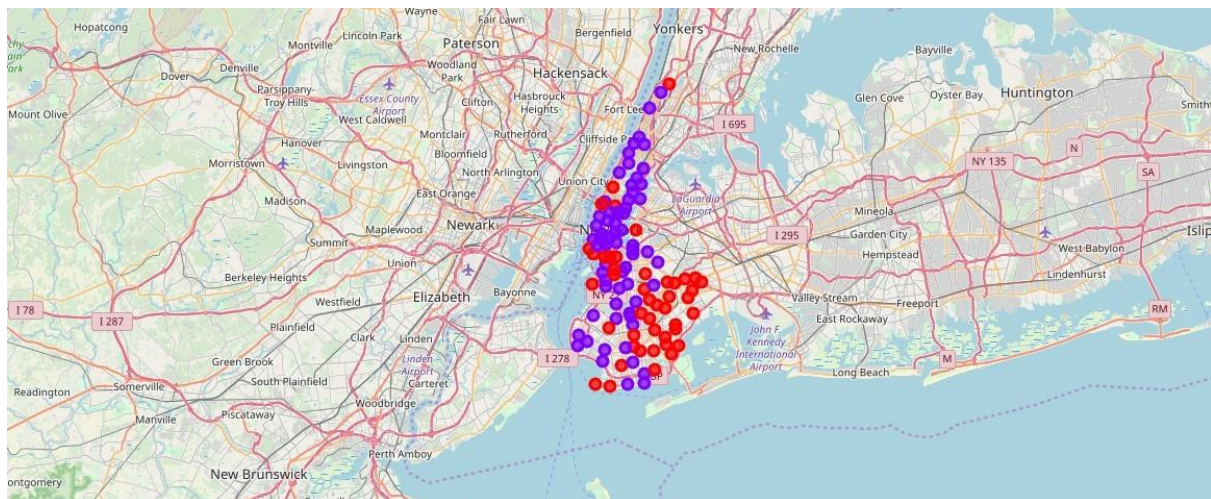 Hopatcong
Wayne
Fair Lawn
Yonkers
Lincoln Park
Bergenfield
Montville
Paterson
New Rochelle
Bayville
Denville
Woodland
Park
Hackensack
Dover
Parsippany-
Troy Hills
Essex County
Airport
Clifton
Hasbrouck
Heights
Glen Cove
Oyster Bay
Huntington
Mount Olive
West Caldwell
Fort Lee
I 695
Hanover
Montclair
Rutherford
Cliffside
Bloomfield
N
Morristown
Livingston
North Arlington
NY 135
SA
East Orange
Union City
Madison
LaGuardia
Airport
Mineola
Newark
Maplewood
I 295
Garden City
Summit
Hempstead
West Babylon
Islip
Union
Berkeley Heights
Lindenhurst
Elizabeth
Bayonne
NY 2
Valley Stream
Freeport
I 78
Westfield
East Rockaway
RM
I 287
Plainfield
Clark
Linden
John F.
Kennedy
International
Airport
Linden
Airport
I 278
M
Green Brook
Long Beach
Readington
Somerville
South Plainfield
Carteret
Woodbridge
Manville
Piscataway
Perth Amboy
New Brunswick
ontgomery